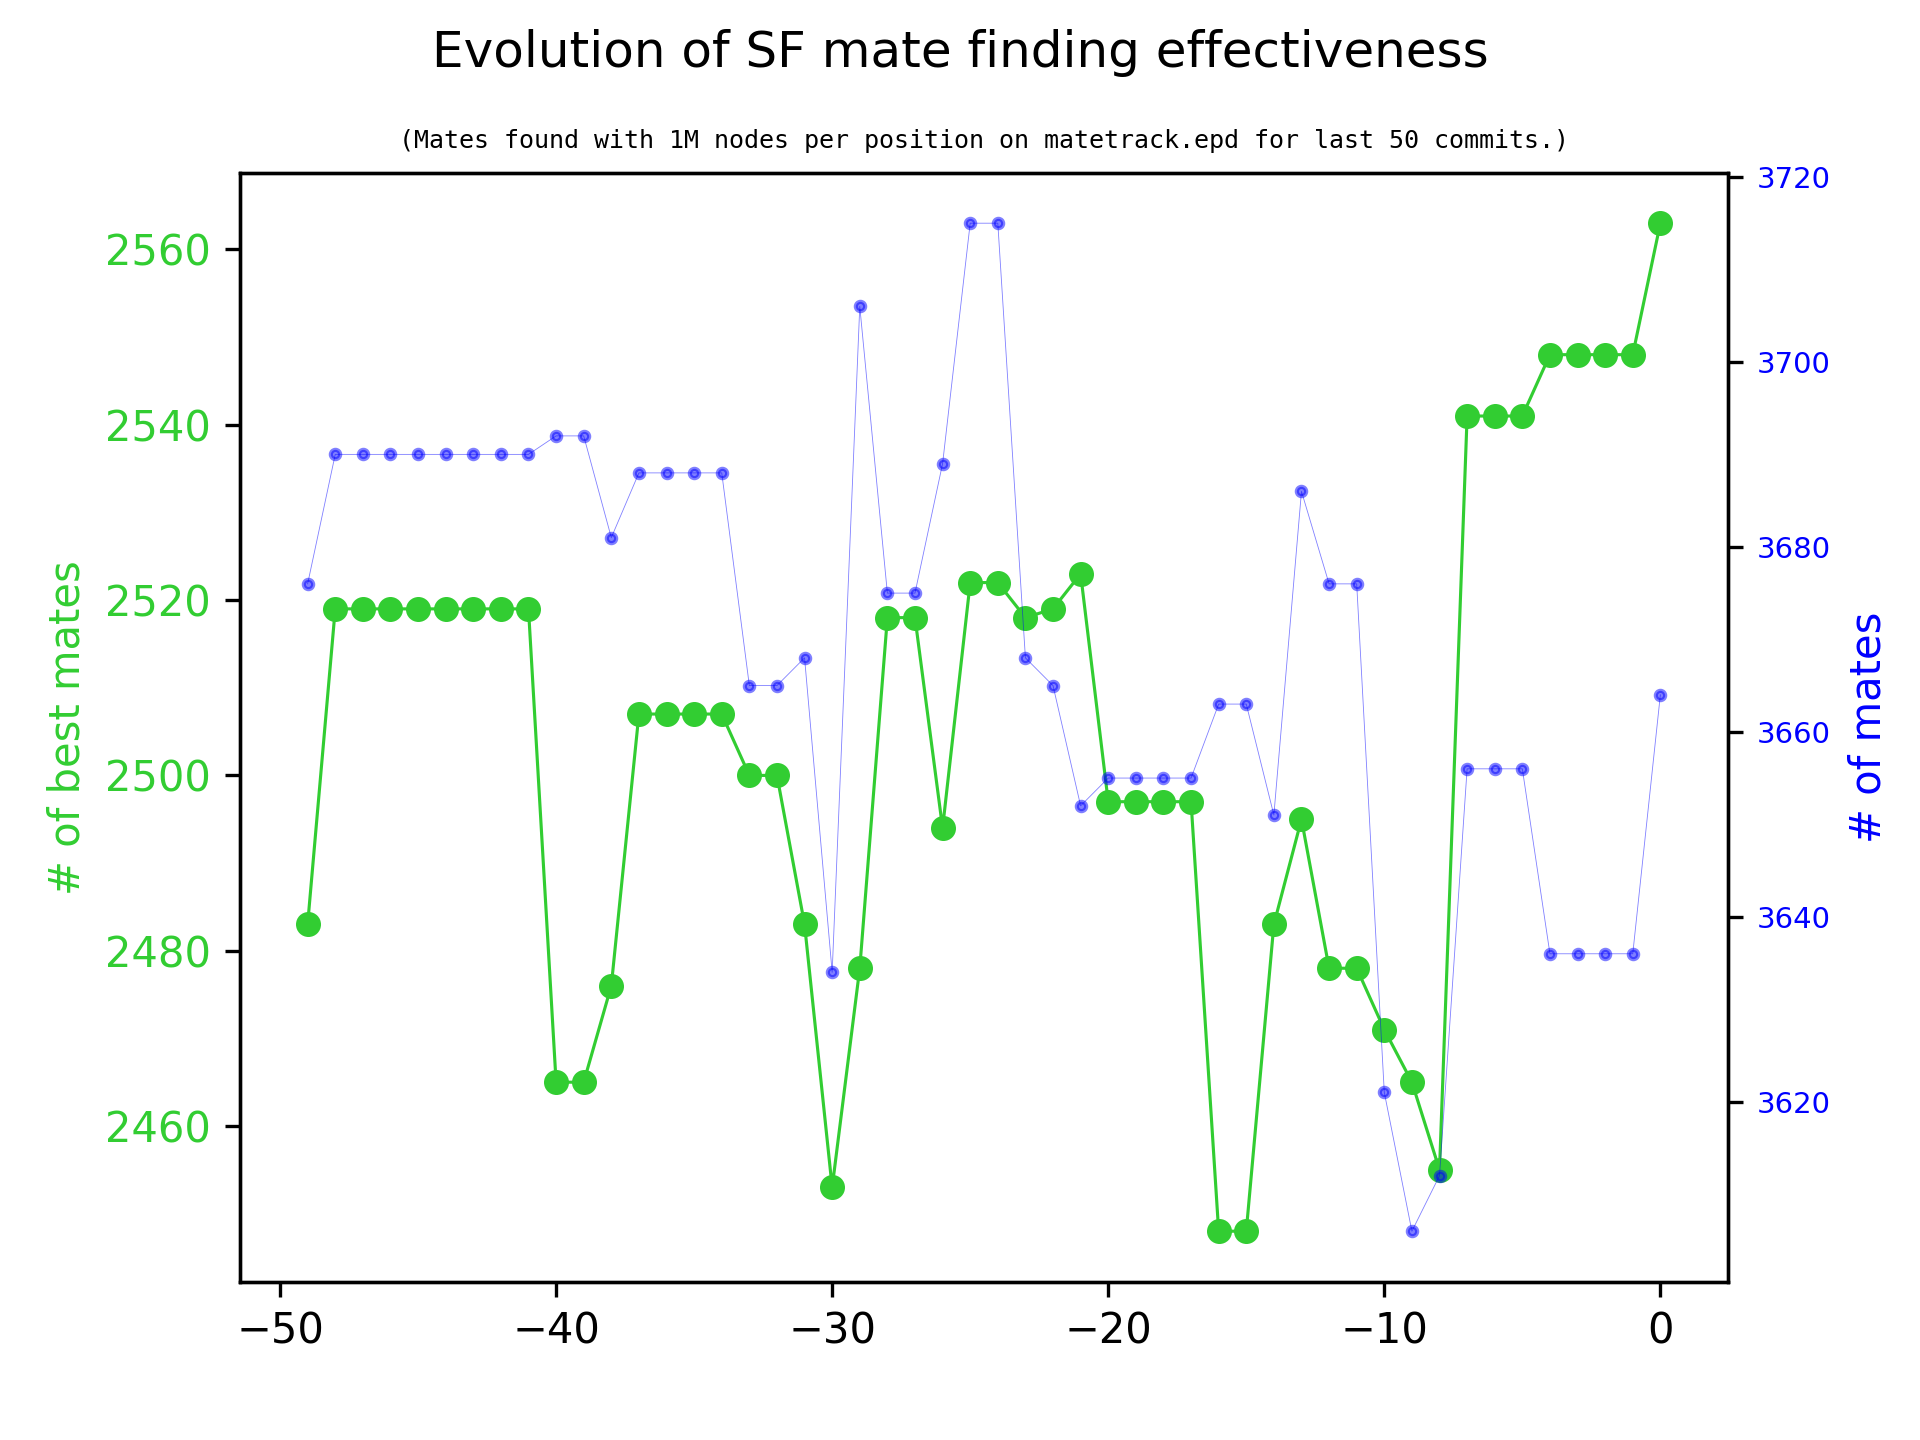 Evolution of SF mate finding effectiveness
(Mates found with 1M nodes per position on matetrack.epd for last 50 commits.)
# of best mates
2560
2540
2520
2500
2480
2460
3720
3700
3680
3660
3640
3620
# of mates
−50 −40 −30 −20 −10 0